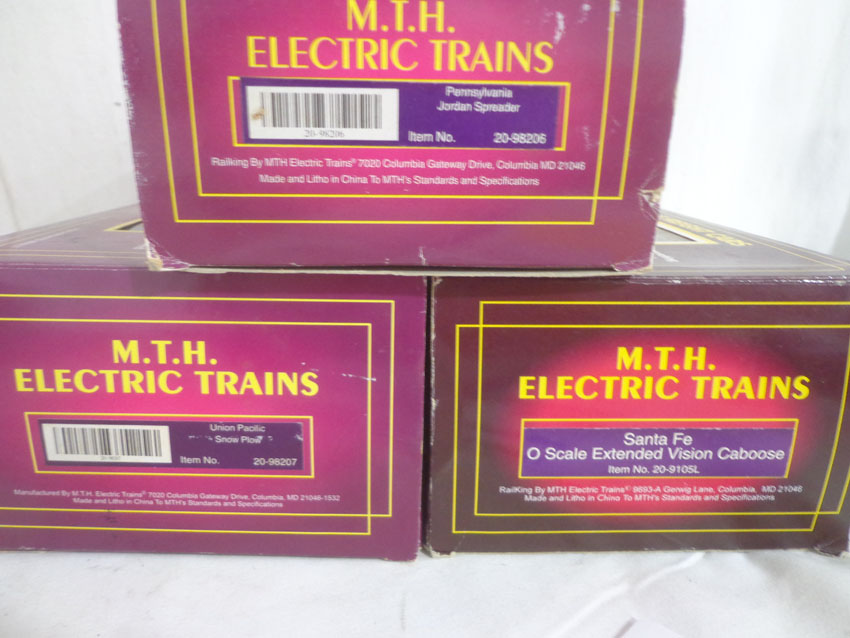 M.T.H.
ELECTRIC TRAINS
Pennsylvania
Jordan Spreader
20-98206
Item No. 20-98206
Railking By MTH Electric Trains® 7020 Columbia Gateway Drive, Columbia MD 21046
Made and Litho in China To MTH's Standards and Specifications
M.T.H.
ELECTRIC TRAINS
Union Pacific
Snow Plow
Item No. 20-98207
Manufactured By M.T.H. Electric Trains® 7020 Columbia Gateway Drive, Columbia, MD 21046-1532
Made and Litho in China To MTH's Standards and Specifications
M.T.H.
ELECTRIC TRAINS
Santa Fe
O Scale Extended Vision Caboose
Item No. 20-9105L
RailKing By MTH Electric Trains® 9693-A Gerwig Lane, Columbia, MD 21046
Made and Litho in China To MTH's Standards and Specifications